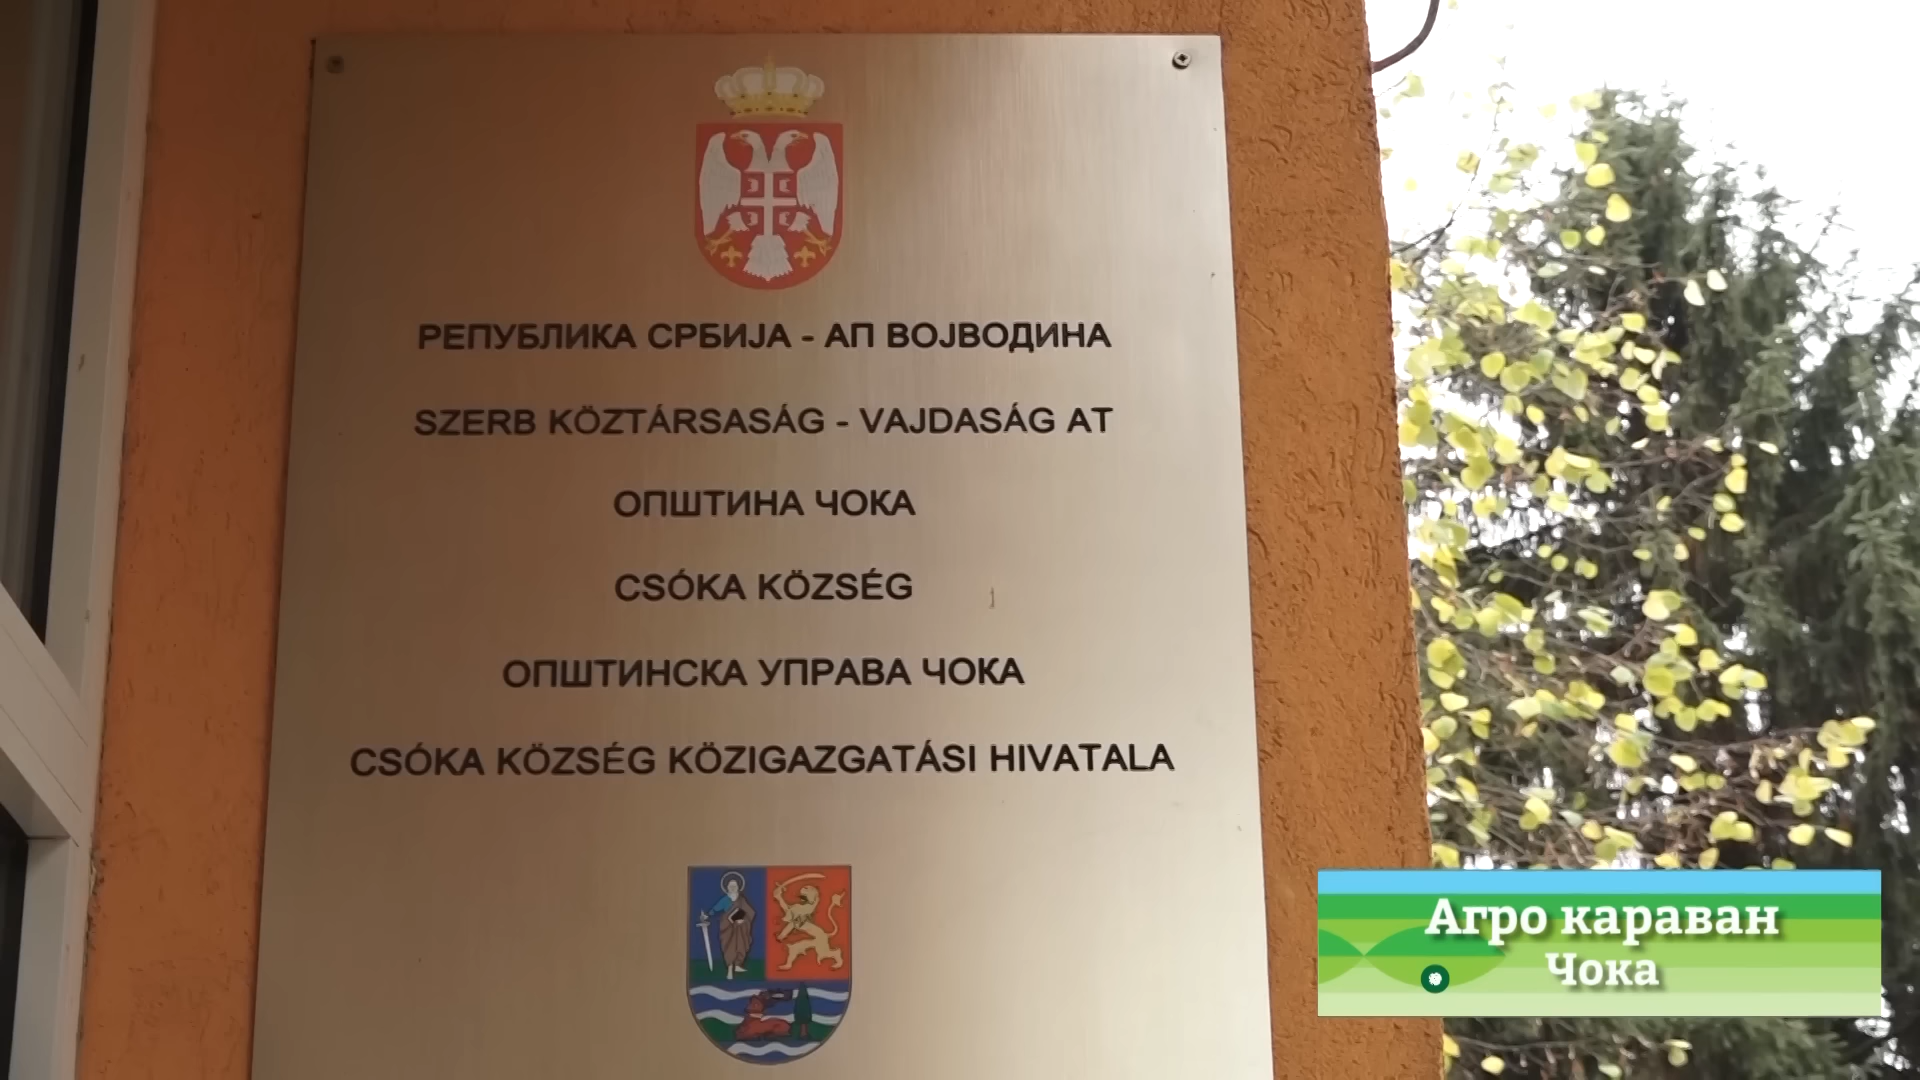 РЕПУБЛИКА СРБИЈА - АП ВОЈВОДИНА
SZERB KÖZTÁRSASÁG - VAJDASÁG AT
ОПШТИНА ЧОКА
CSÓKA KÖZSÉG
ОПШТИНСКА УПРАВА ЧОКА
CSÓKA KÖZSÉG KÖZIGAZGATÁSI HIVATALA
Агро караван
Чока